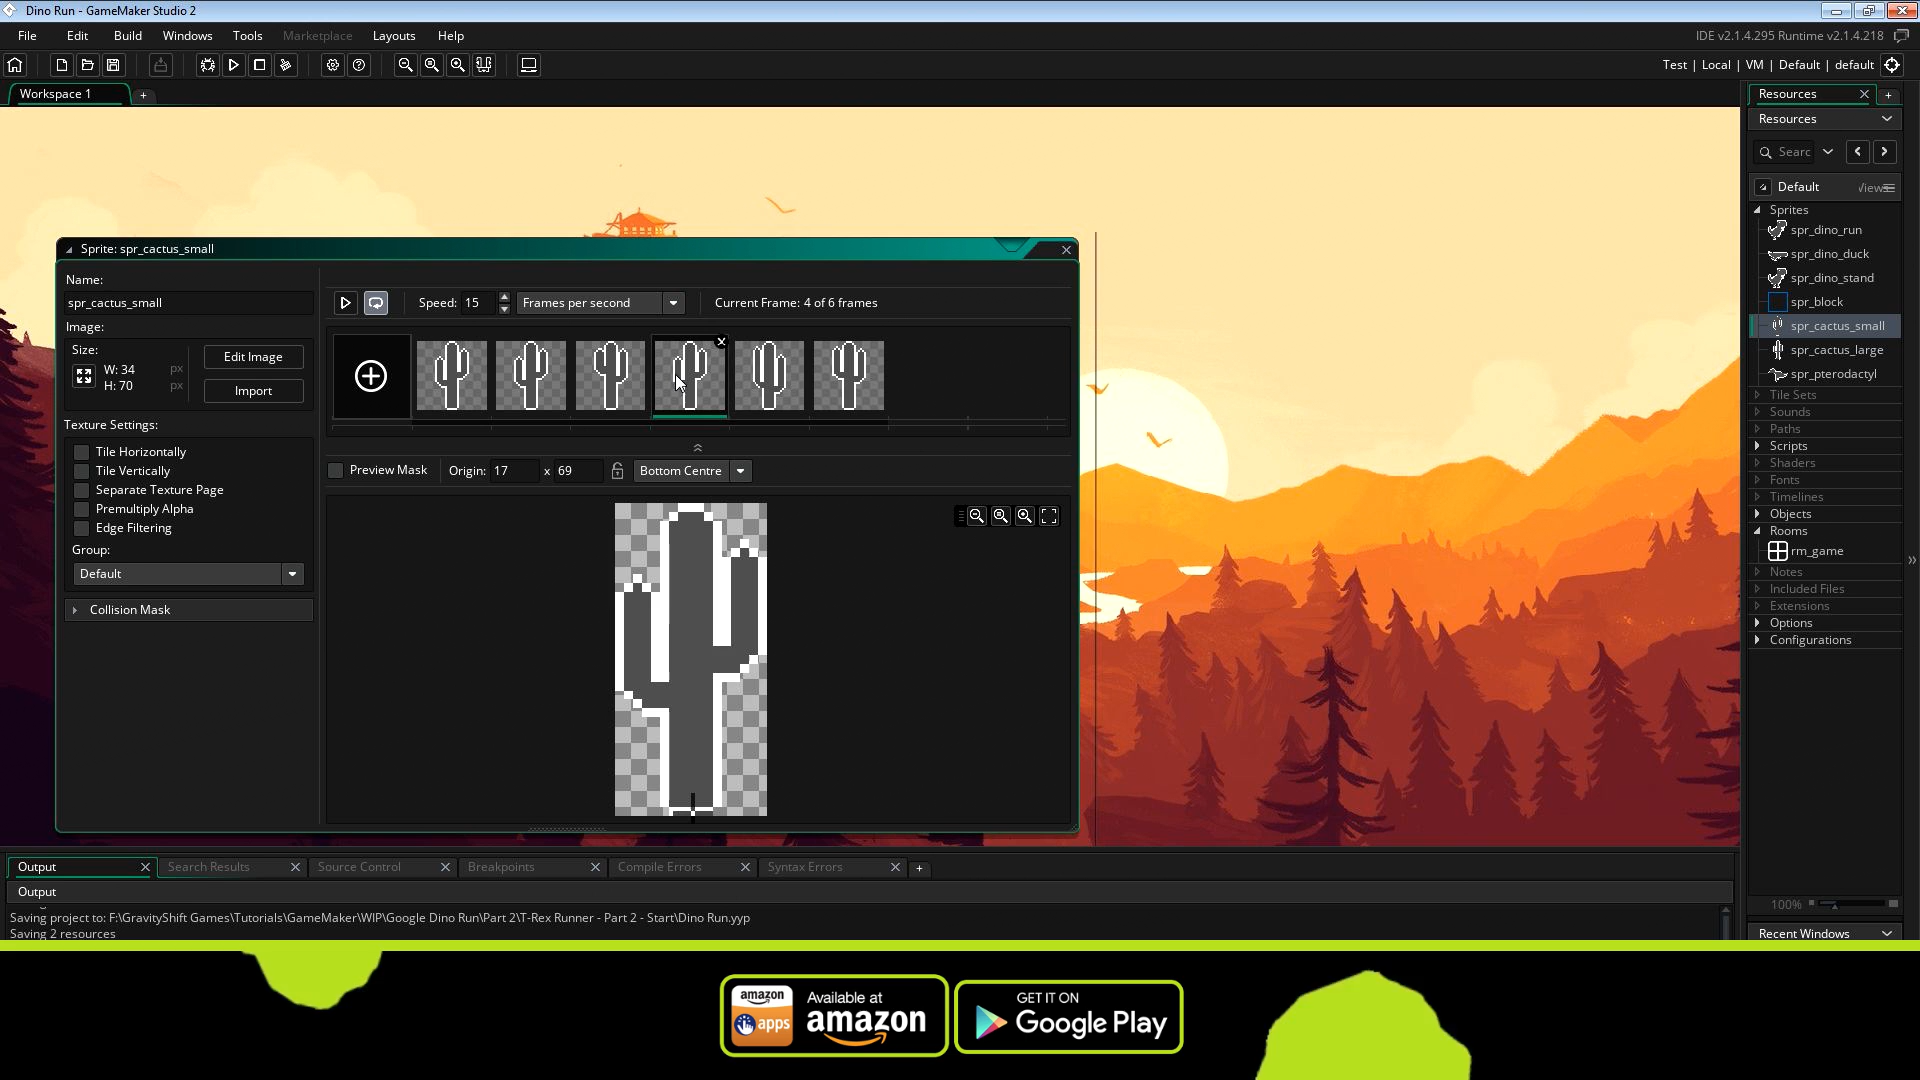 Dino Run - GameMaker Studio 2
File Edit Build Windows Tools Marketplace Layouts Help
IDE v2.1.4.295 Runtime v2.1.4.218
Test | Local | VM | Default | default
Workspace 1
Resources
Resources
Searc
Default
Views
Sprites
spr_dino_run
spr_dino_duck
spr_dino_stand
spr_block
spr_cactus_small
spr_cactus_large
spr_pterodactyl
Tile Sets
Sounds
Paths
Scripts
Shaders
Fonts
Timelines
Objects
Rooms
rm_game
Notes
Included Files
Extensions
Options
Configurations
100%
Recent Windows
Sprite: spr_cactus_small
Name:
spr_cactus_small
Image:
Size:
W: 34 px
H: 70 px
Edit Image
Import
Texture Settings:
Tile Horizontally
Tile Vertically
Separate Texture Page
Premultiply Alpha
Edge Filtering
Group:
Default
Collision Mask
Speed: 15 Frames per second Current Frame: 4 of 6 frames
Preview Mask Origin: 17 x 69 Bottom Centre
Output Search Results Source Control Breakpoints Compile Errors Syntax Errors
Output
Saving project to: F:\GravityShift Games\Tutorials\GameMaker\WIP\Google Dino Run\Part 2\T-Rex Runner - Part 2 - Start\Dino Run.yyp
Saving 2 resources
amazon
apps
Available at
amazon
GET IT ON
Google Play